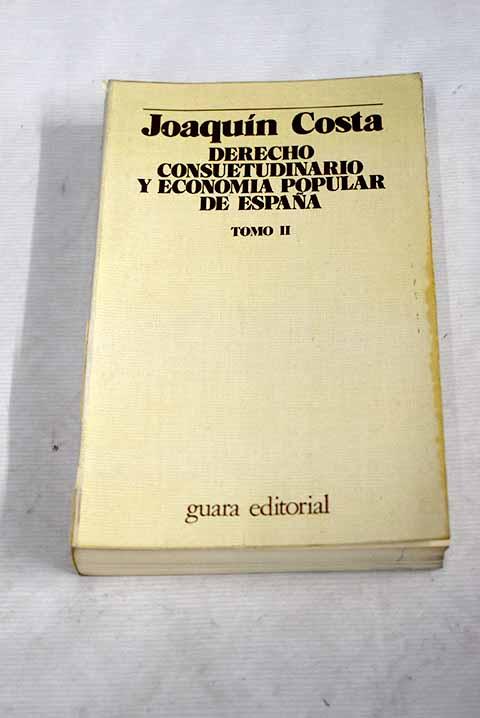 Joaquín Costa
DERECHO
CONSUETUDINARIO
Y ECONOMIA POPULAR
DE ESPAÑA
TOMO II
guara editorial